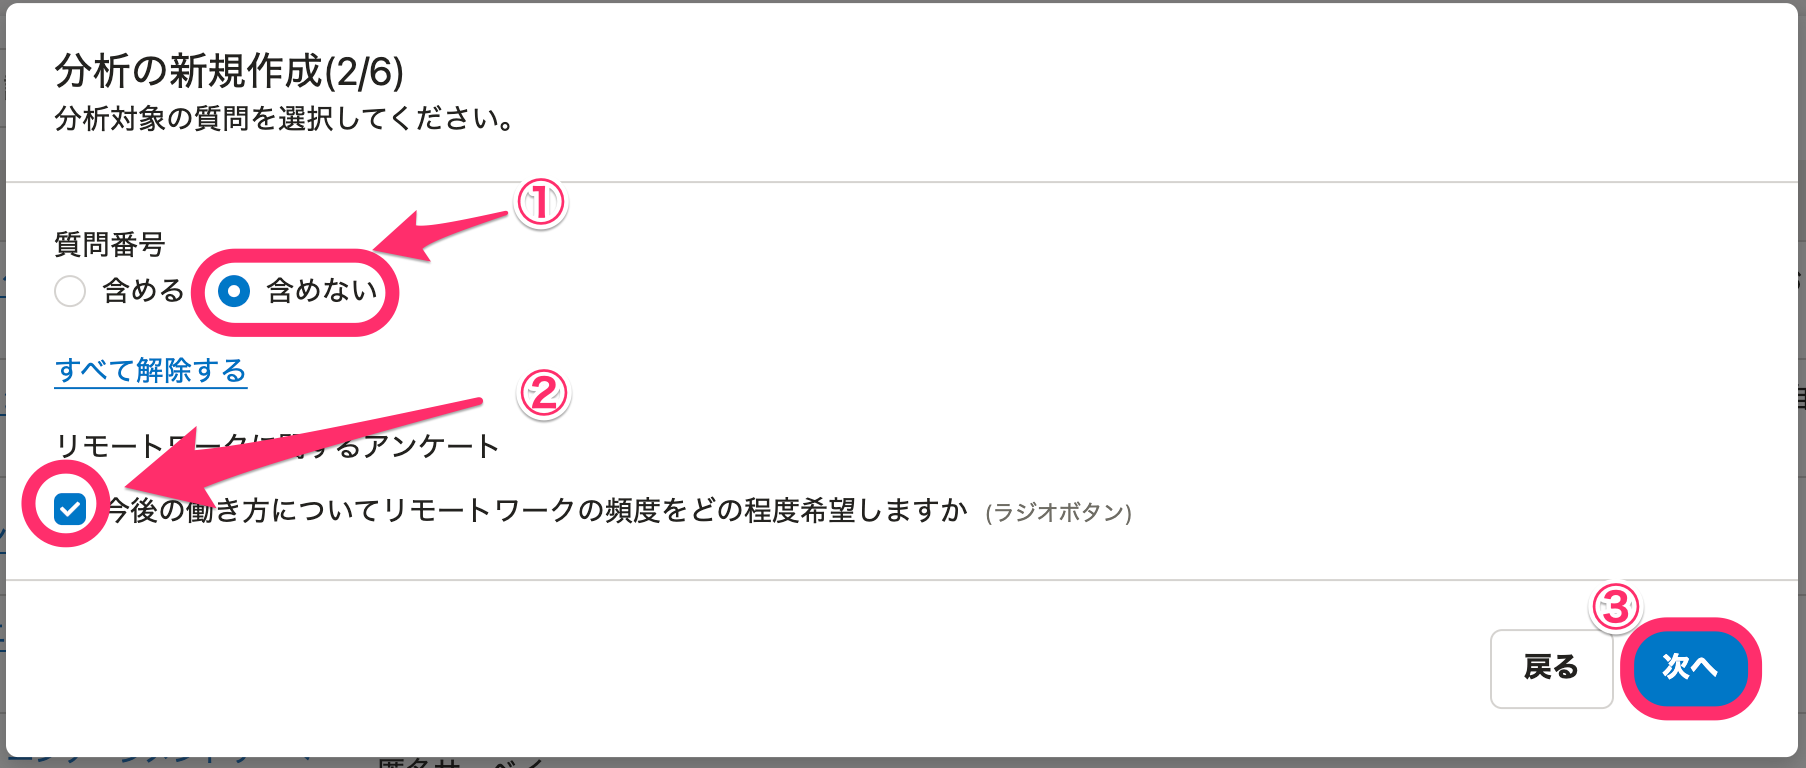 分析の新規作成(2/6)
分析対象の質問を選択してください。
①
質問番号
含める 含めない
すべて解除する
②
リモートワークに関するアンケート
今後の働き方についてリモートワークの頻度をどの程度希望しますか (ラジオボタン)
③
戻る 次へ